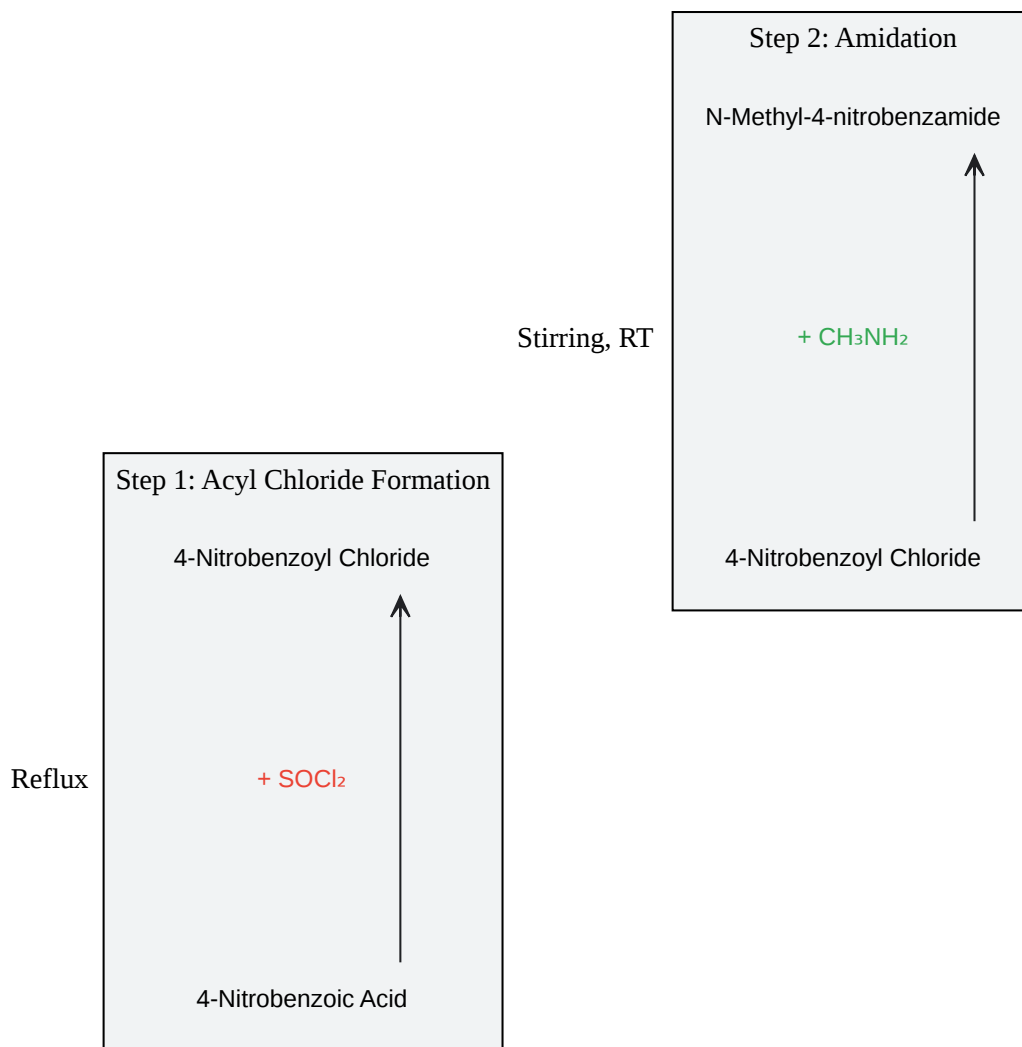 Step 2: Amidation
N-Methyl-4-nitrobenzamide
Stirring, RT
+ CH₃NH₂
4-Nitrobenzoyl Chloride
Step 1: Acyl Chloride Formation
4-Nitrobenzoyl Chloride
Reflux
+ SOCl₂
4-Nitrobenzoic Acid